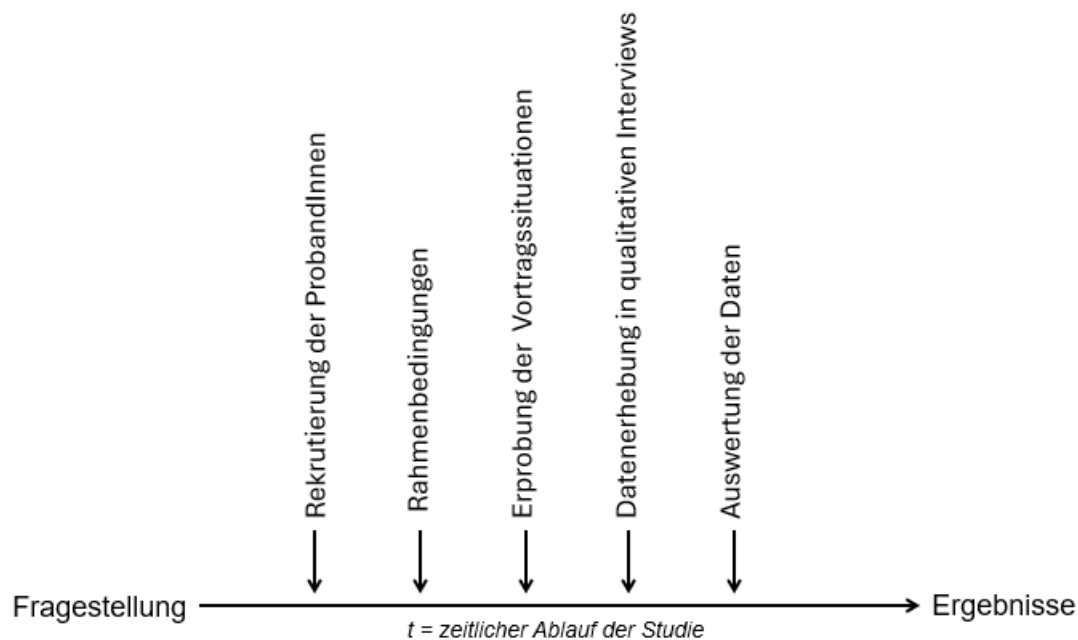 Rekrutierung der ProbandInnen
Rahmenbedingungen
Erprobung der Vortragssituationen
Datenerhebung in qualitativen Interviews
Auswertung der Daten
Fragestellung
Ergebnisse
t = zeitlicher Ablauf der Studie